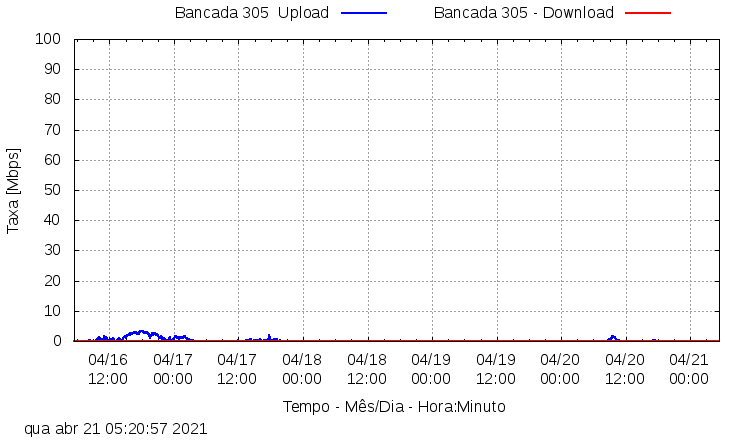 Bancada 305  Upload
Bancada 305 - Download
Taxa [Mbps]
100
90
80
70
60
50
40
30
20
10
0
04/16 04/17 04/17 04/18 04/18 04/19 04/19 04/20 04/20 04/21
12:00 00:00 12:00 00:00 12:00 00:00 12:00 00:00 12:00 00:00
Tempo - Mês/Dia - Hora:Minuto
qua abr 21 05:20:57 2021